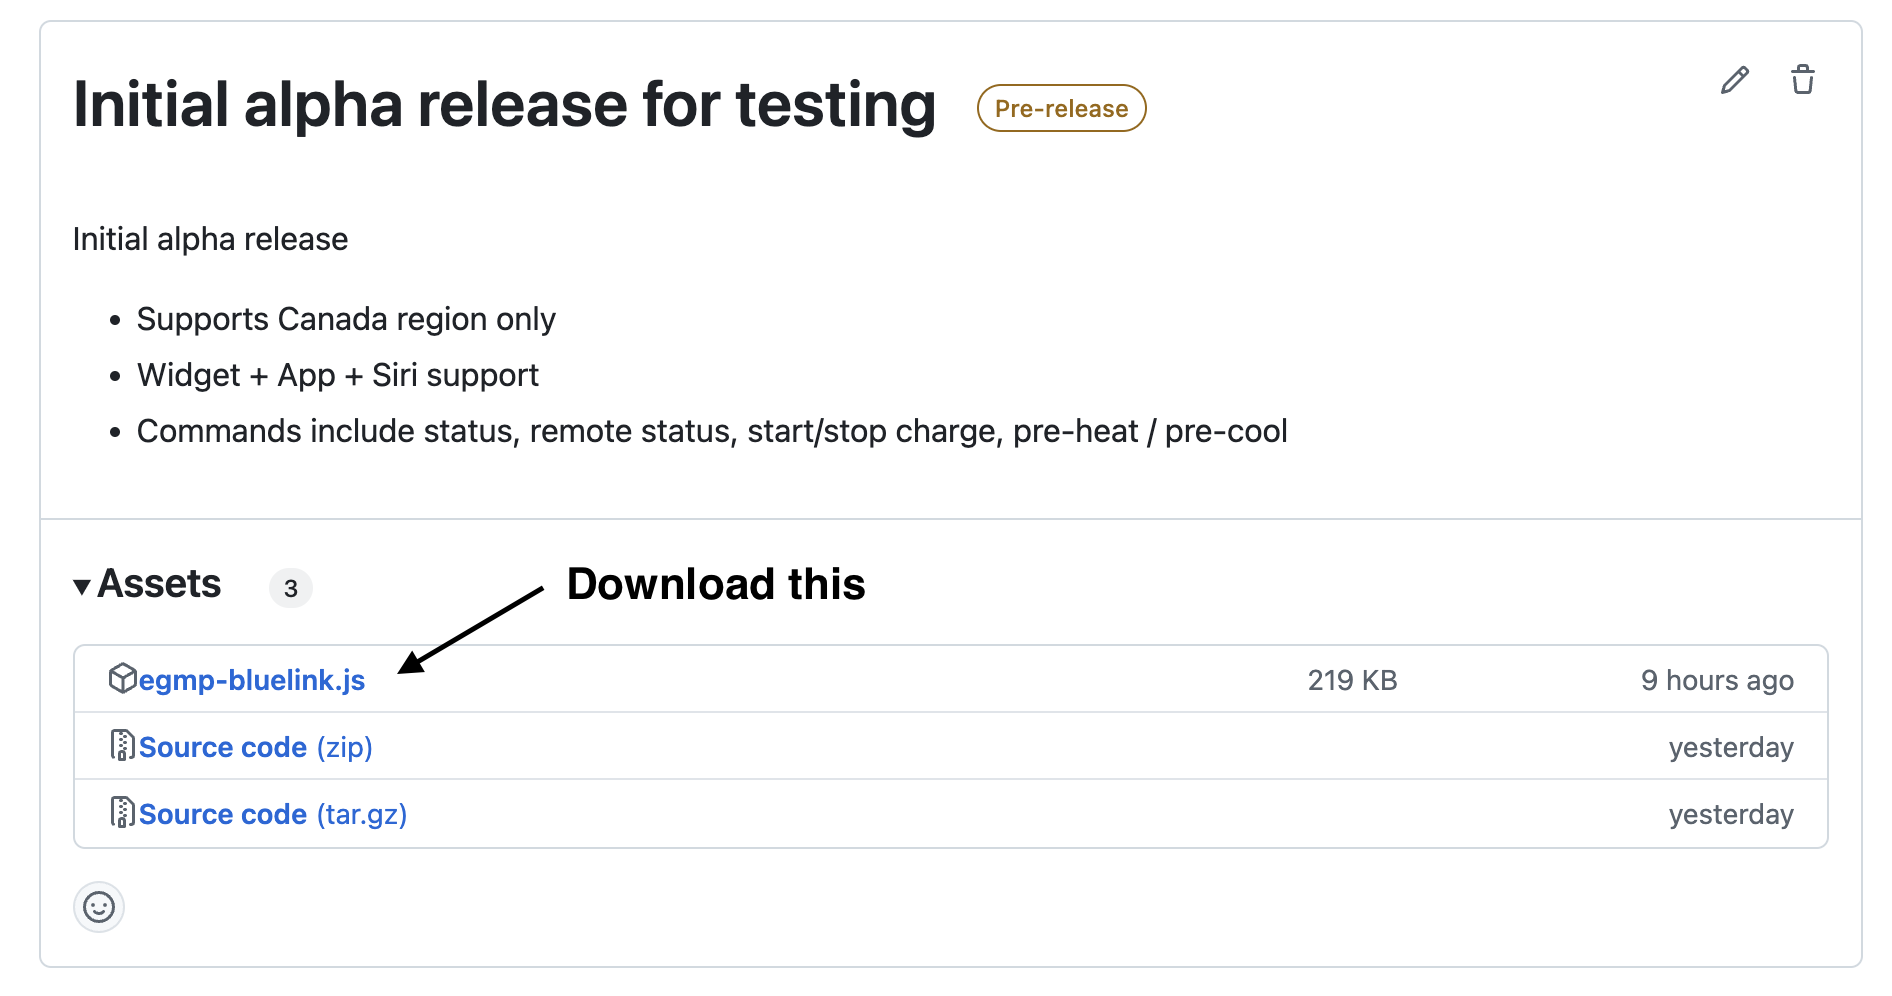 Initial alpha release for testing Pre-release
Initial alpha release
• Supports Canada region only
• Widget + App + Siri support
• Commands include status, remote status, start/stop charge, pre-heat / pre-cool
Assets 3 Download this
egmp-bluelink.js 219 KB 9 hours ago
Source code (zip) yesterday
Source code (tar.gz) yesterday